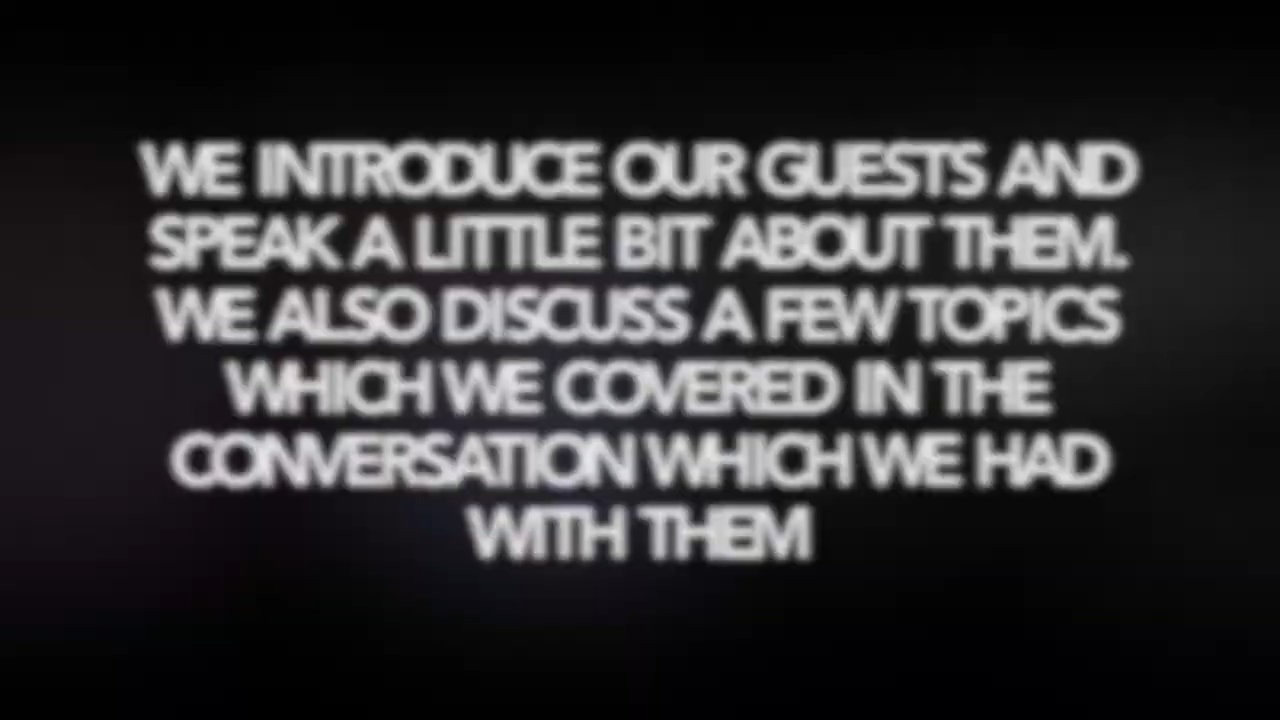 WE INTRODUCE OUR GUESTS AND
SPEAK A LITTLE BIT ABOUT THEM.
WE ALSO DISCUSS A FEW TOPICS
WHICH WE COVERED IN THE
CONVERSATION WHICH WE HAD
WITH THEM